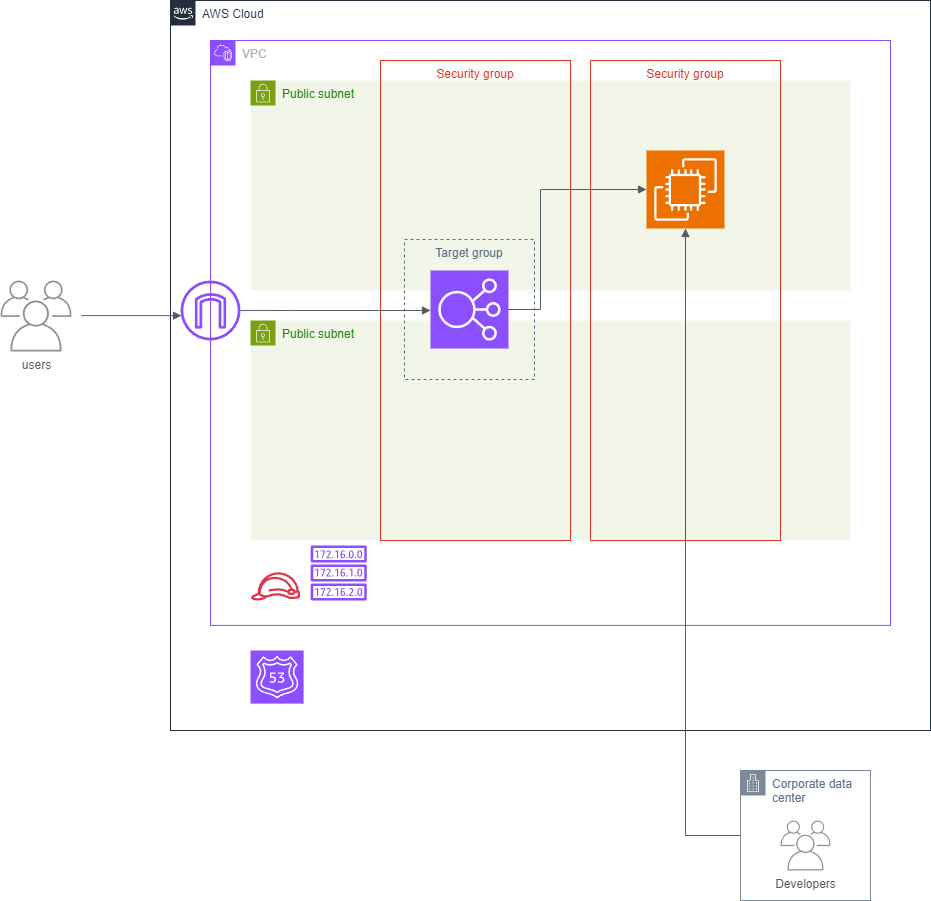 aws
AWS Cloud
VPC
Security group
Security group
Public subnet
Target group
Public subnet
users
172.16.0.0
172.16.1.0
172.16.2.0
53
Corporate data
center
Developers